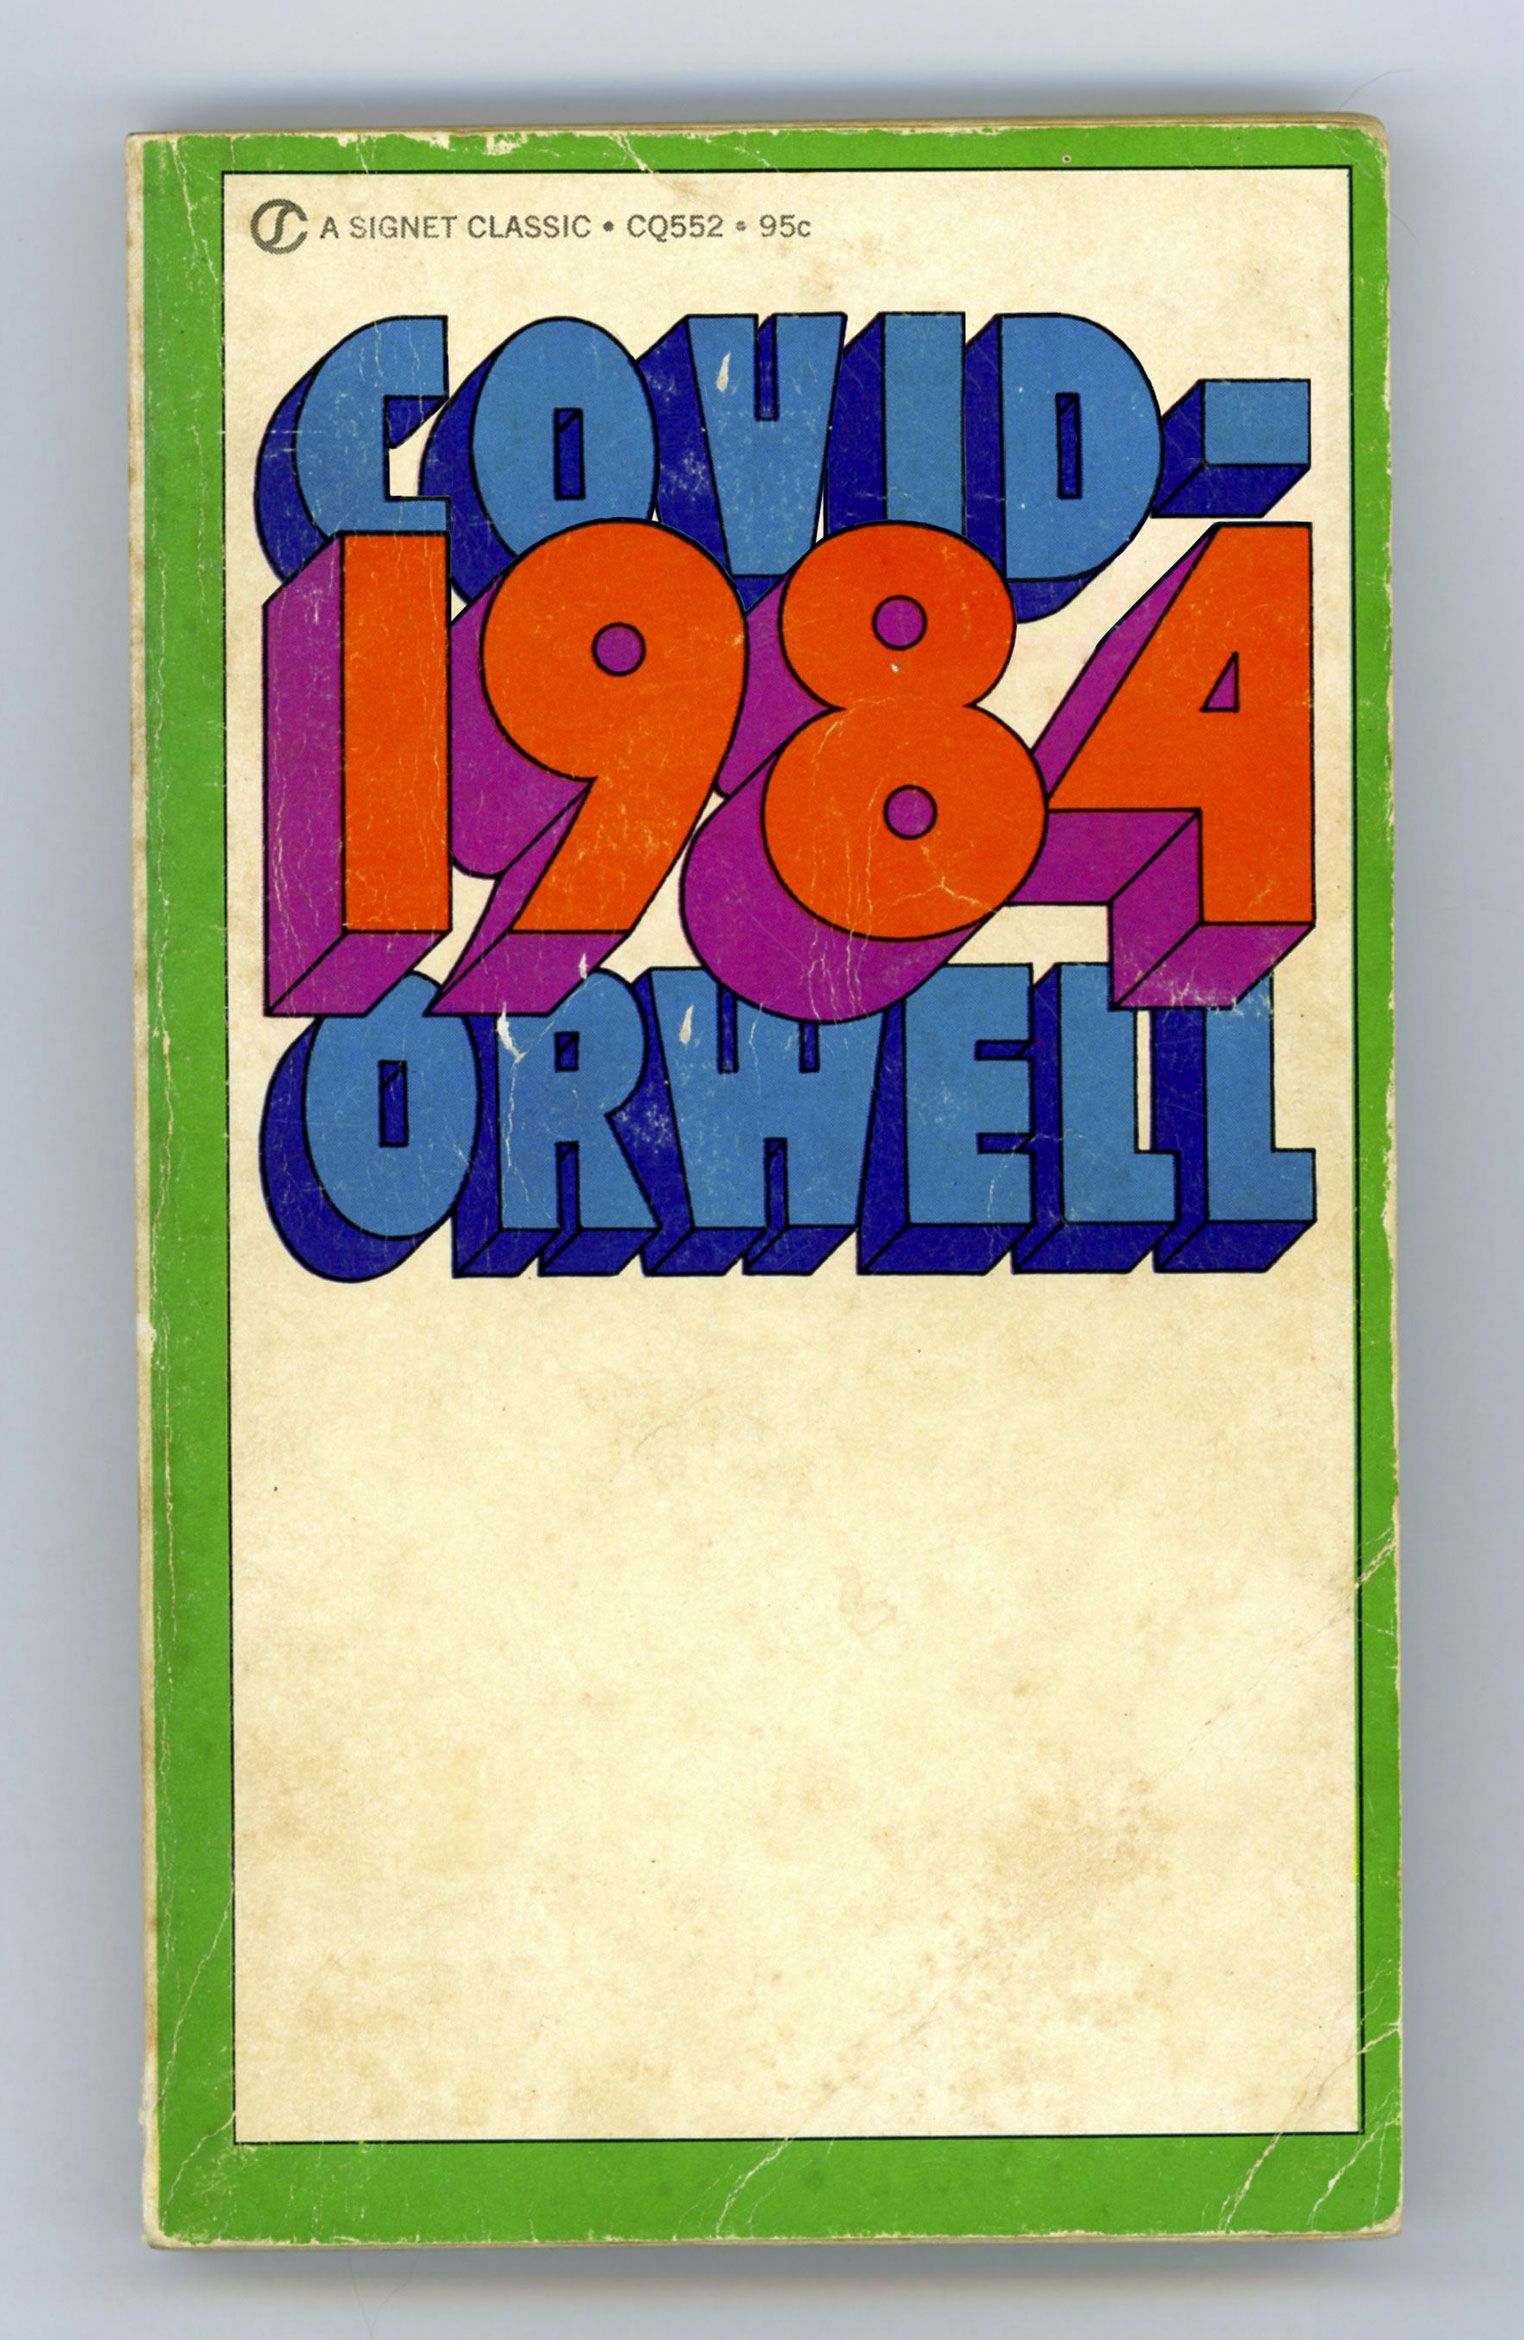 A SIGNET CLASSIC • CQ552 • 95c
COVID-
1984
ORWELL